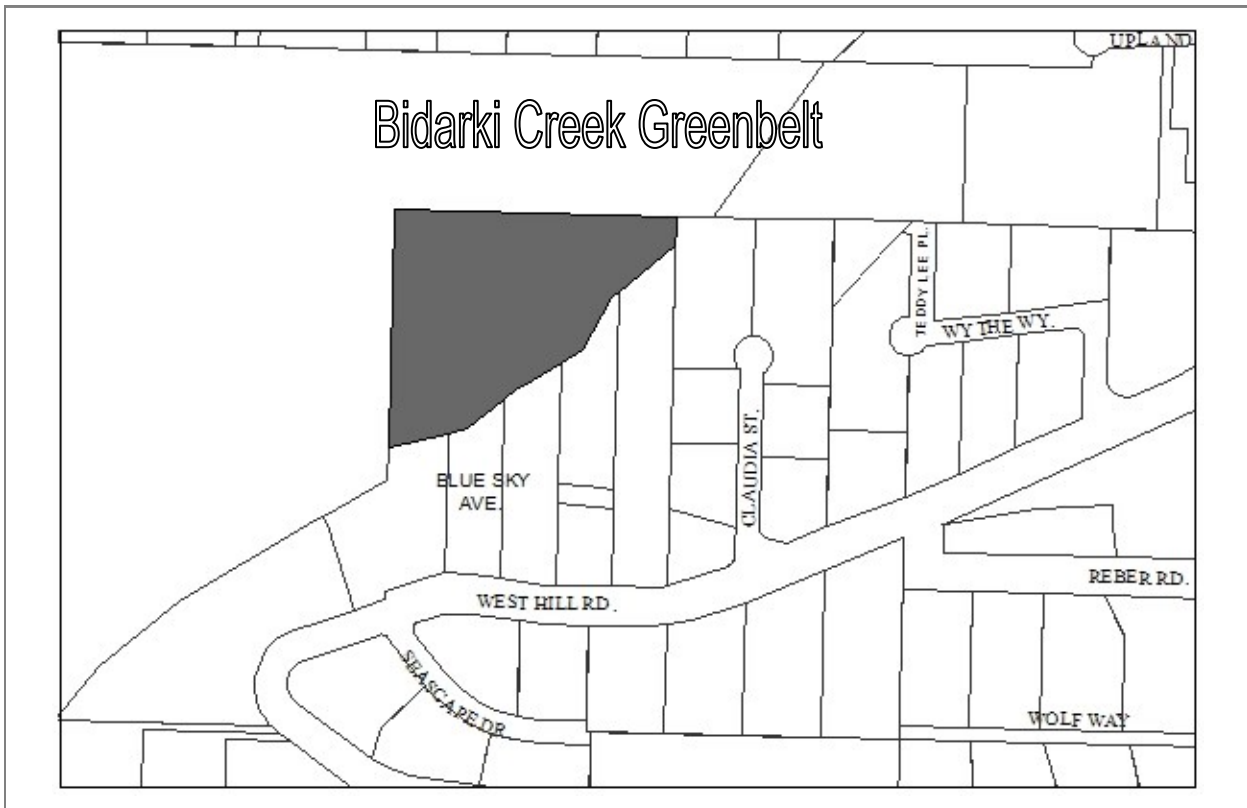 UPLAND
Bidarki Creek Greenbelt
TEDDY LEE PL.
WYTHE WY.
CLAUDIA ST.
BLUE SKY
AVE.
REBER RD.
WEST HILL RD.
SEASCAPE DR
WOLF WAY